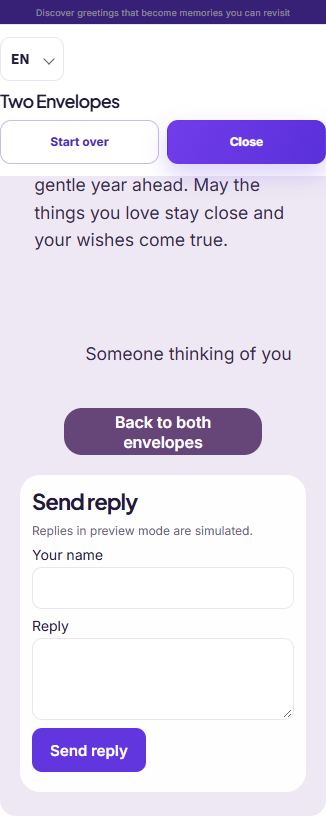 Discover greetings that become memories you can revisit
EN
Two Envelopes
Start over
Close
gentle year ahead. May the
things you love stay close and
your wishes come true.
Someone thinking of you
Back to both
envelopes
Send reply
Replies in preview mode are simulated.
Your name
Reply
Send reply